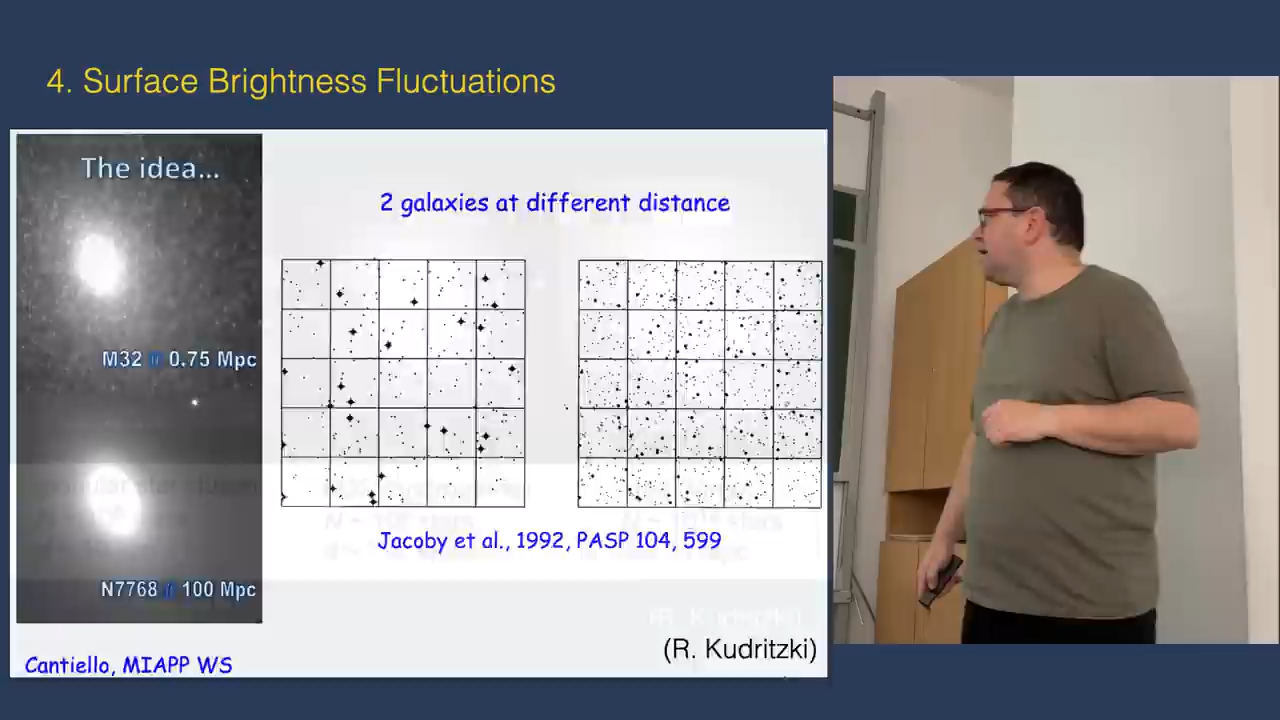 4. Surface Brightness Fluctuations
The idea...
2 galaxies at different distance
M32 @ 0.75 Mpc
N7768 @ 100 Mpc
Jacoby et al., 1992, PASP 104, 599
(R. Kudritzki)
(R. Kudritzki)
Cantiello, MIAPP WS